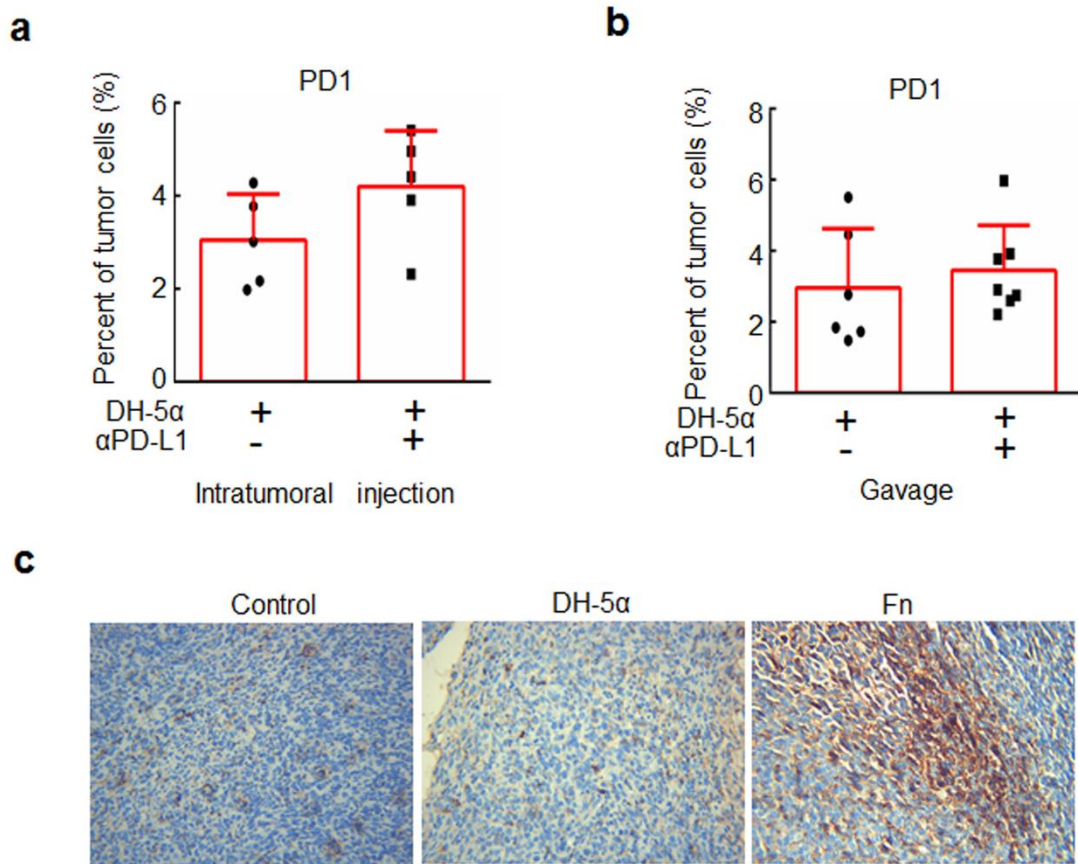 a
PD1
Percent of tumor cells (%)
6
4
2
0
DH-5α + +
αPD-L1 - +
Intratumoral injection
b
PD1
Percent of tumor cells (%)
8
6
4
2
0
DH-5α + +
αPD-L1 - +
Gavage
c
Control DH-5α Fn